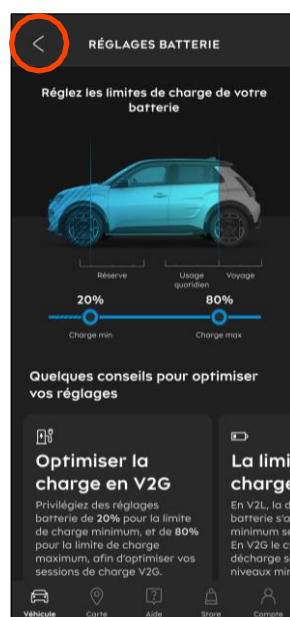 RÉGLAGES BATTERIE
Réglez les limites de charge de votre
batterie
Réserve
Usage
quotidien
Voyage
20%
80%
Charge min
Charge max
Quelques conseils pour optimiser
vos réglages
Optimiser la
charge en V2G
Privilégiez des réglages
batterie de 20% pour la limite
de charge minimum, et de 80%
pour la limite de charge
maximum, afin d'optimiser vos
sessions de charge V2G.
La limi
charge
En V2L, la d
batterie s'a
minimum se
En V2G le c
décharge s
niveaux min
Véhicule
Carte
Aide
Store
Compte